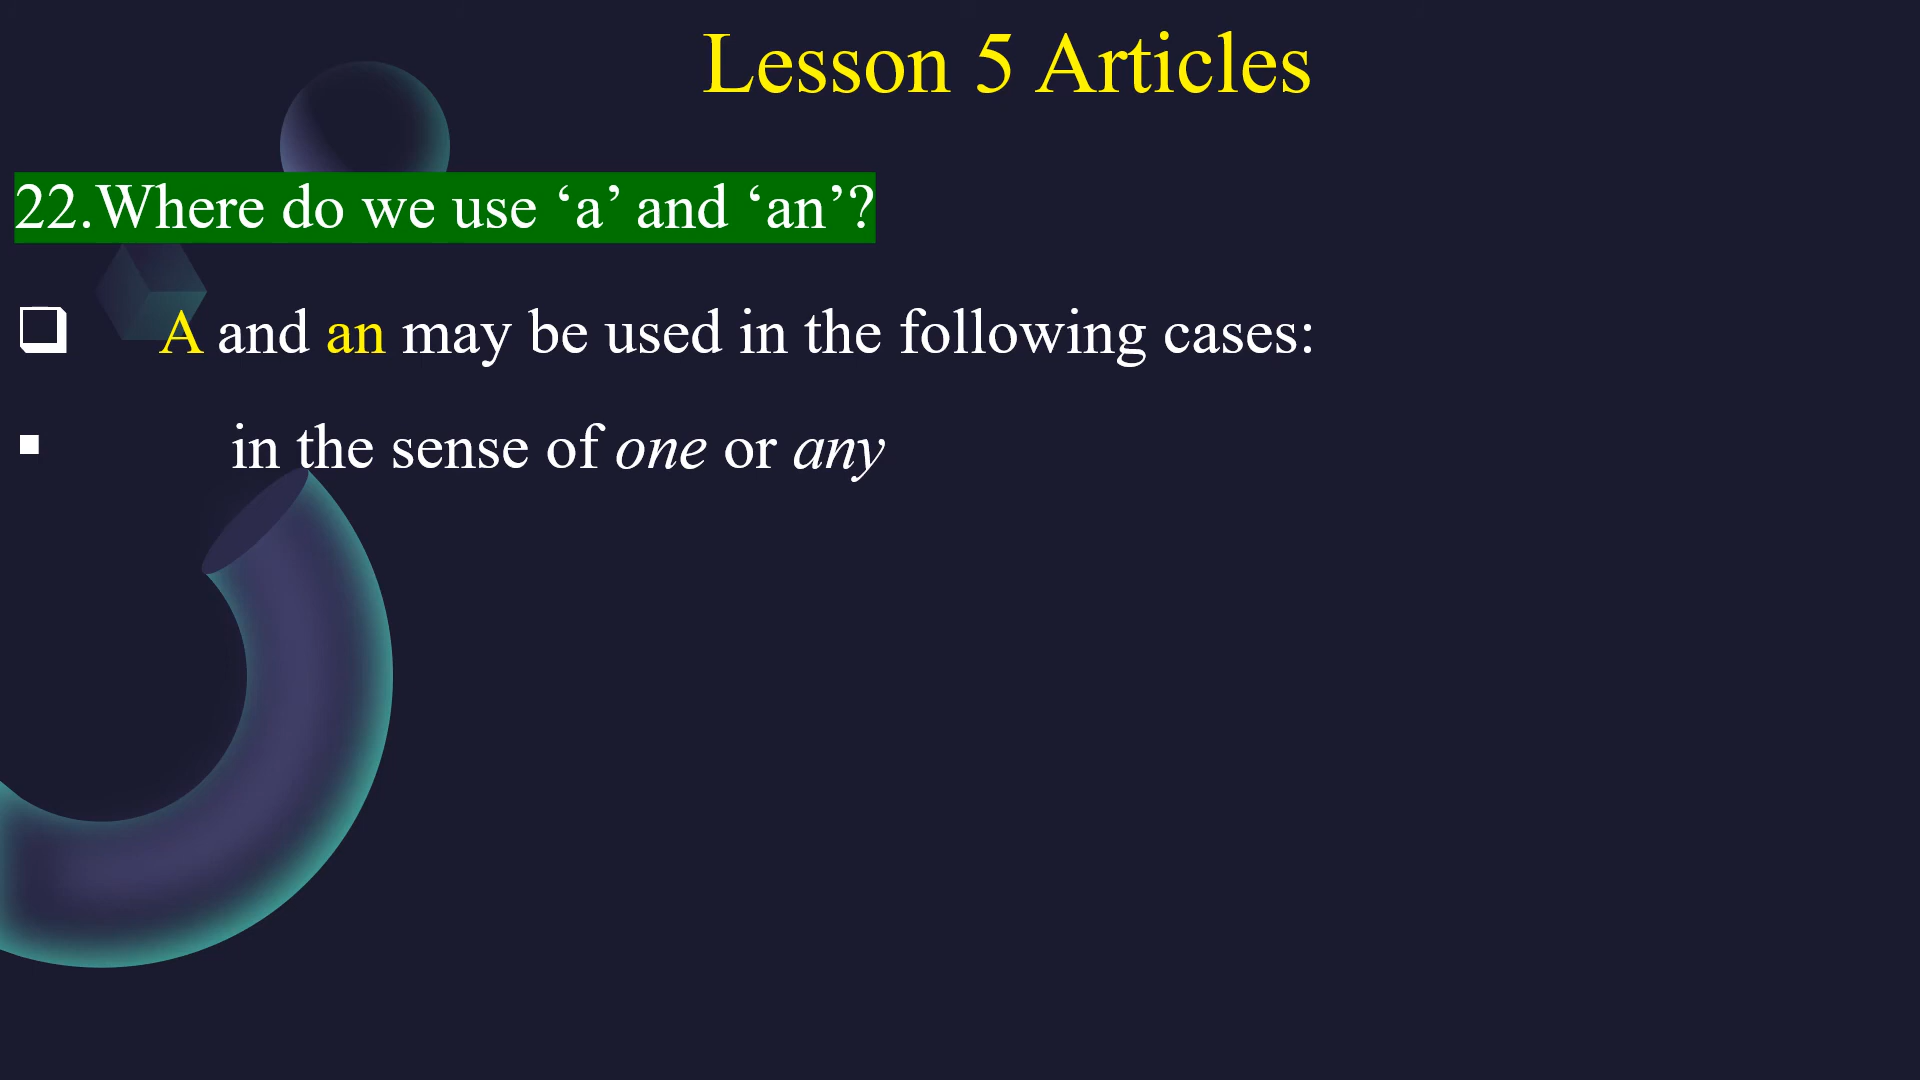 Lesson 5 Articles
22.Where do we use ‘a’ and ‘an’?
❑ A and an may be used in the following cases:
▪ in the sense of one or any